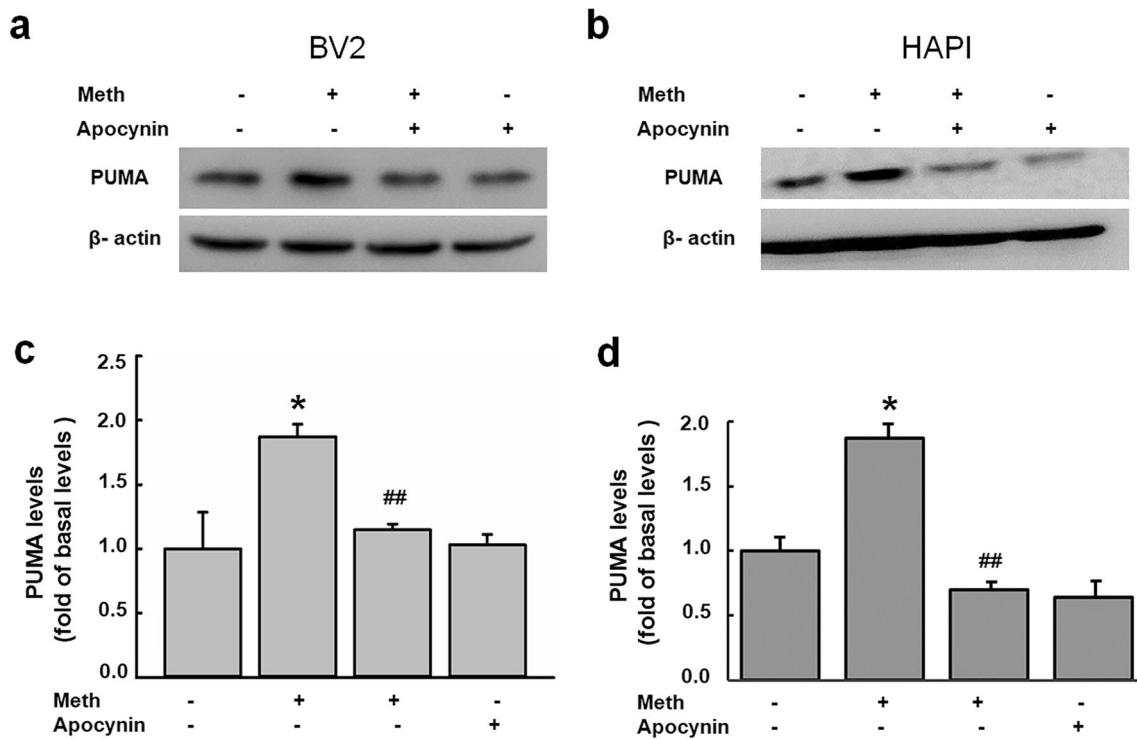 a
BV2
Meth - + + -
Apocynin - - + +
PUMA
β- actin
b
HAPI
Meth - + + -
Apocynin - - + +
PUMA
β- actin
c
PUMA levels
(fold of basal levels )
2.5
2.0
1.5
1.0
0.5
0.0
*
##
Meth - + + -
Apocynin - - - +
d
PUMA levels
(fold of basal levels )
2.0
1.5
1.0
0.5
0.0
*
##
Meth - + + -
Apocynin - - - +